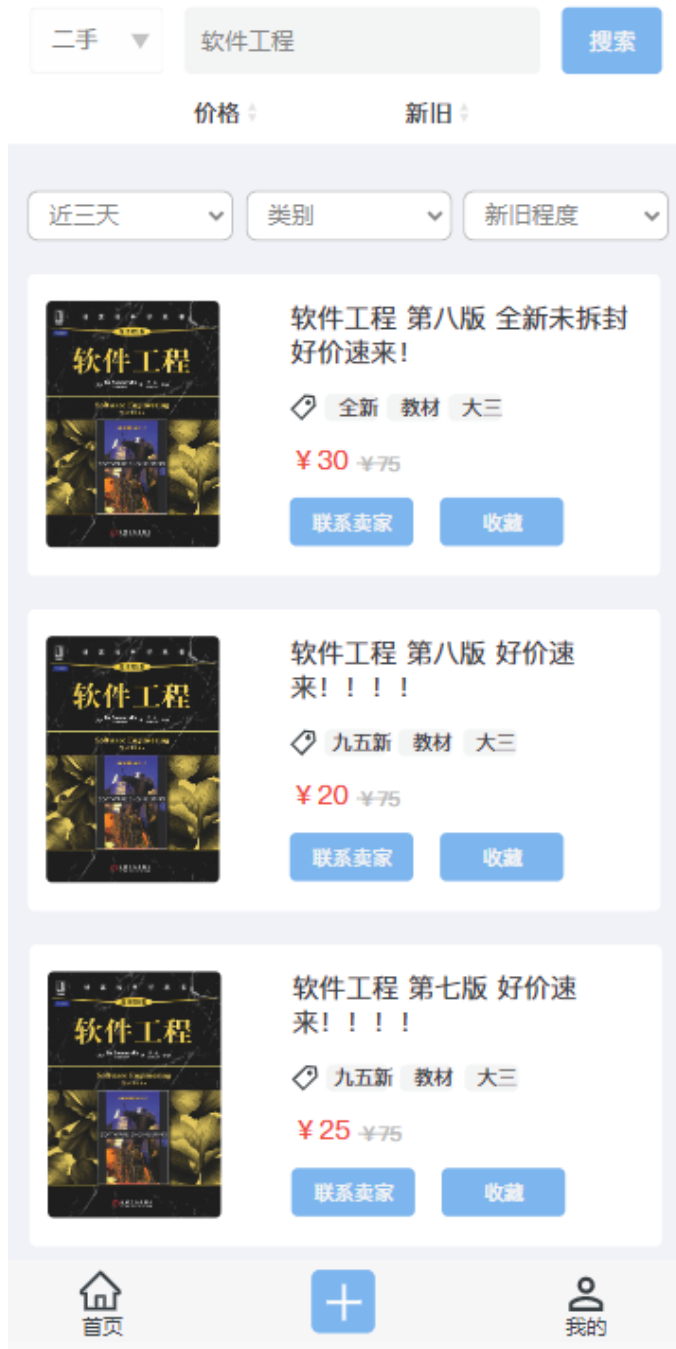 二手 ▼ 软件工程 搜索
价格 新旧
近三天 类别 新旧程度
软件工程
Software Engineering
软件工程 第八版 全新未拆封
好价速来！
全新 教材 大三
￥30 ￥75
联系卖家 收藏
软件工程
Software Engineering
软件工程 第八版 好价速
来！！！！
九五新 教材 大三
￥20 ￥75
联系卖家 收藏
软件工程
Software Engineering
软件工程 第七版 好价速
来！！！！
九五新 教材 大三
￥25 ￥75
联系卖家 收藏
首页 我的